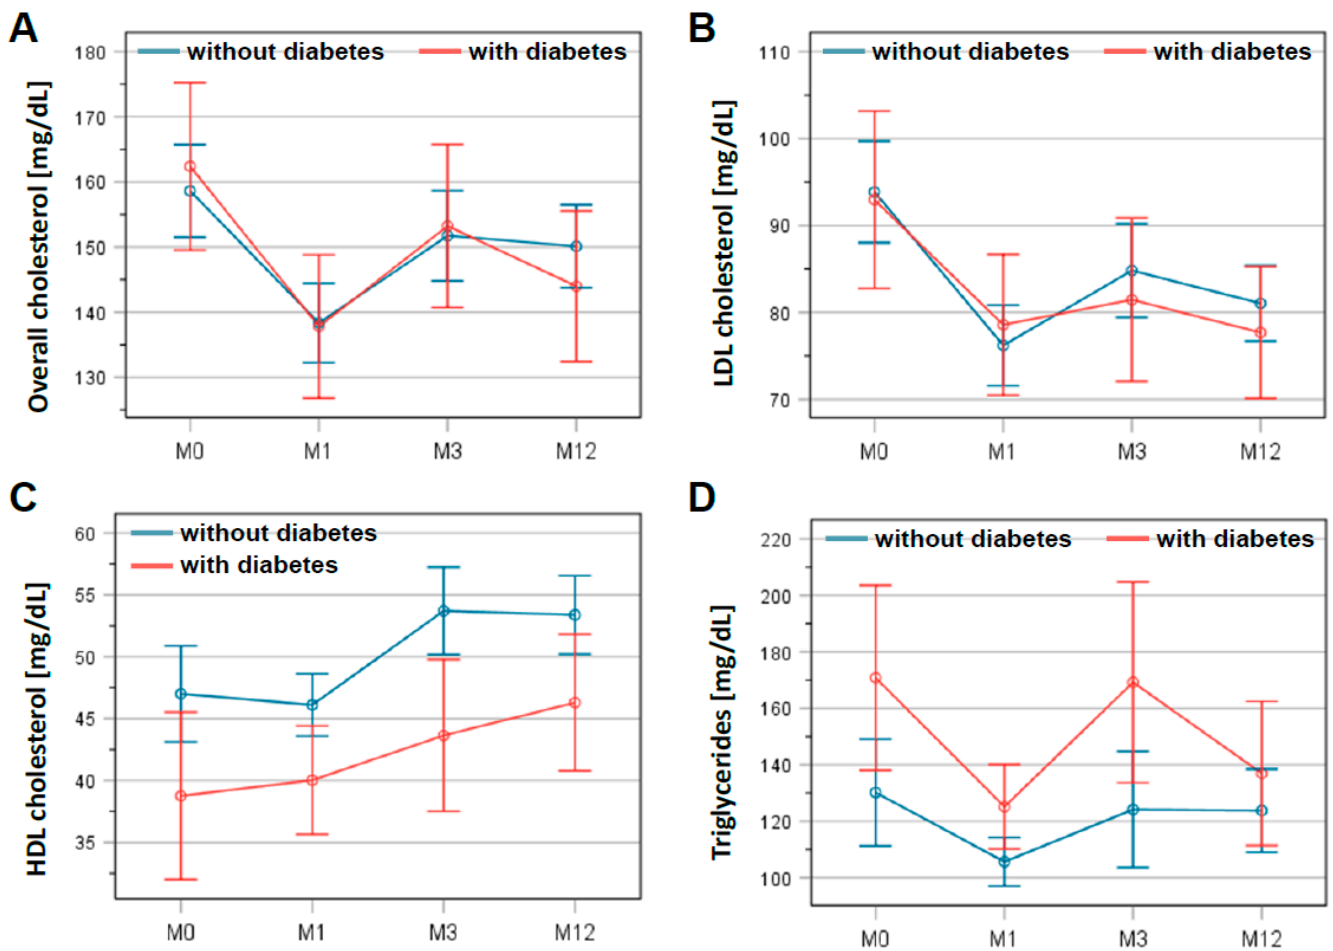 A
Overall cholesterol [mg/dL]
without diabetes with diabetes
180
170
160
150
140
130
M0 M1 M3 M12
B
LDL cholesterol [mg/dL]
without diabetes with diabetes
110
100
90
80
70
M0 M1 M3 M12
C
HDL cholesterol [mg/dL]
without diabetes
with diabetes
60
55
50
45
40
35
M0 M1 M3 M12
D
Triglycerides [mg/dL]
without diabetes with diabetes
220
200
180
160
140
120
100
M0 M1 M3 M12